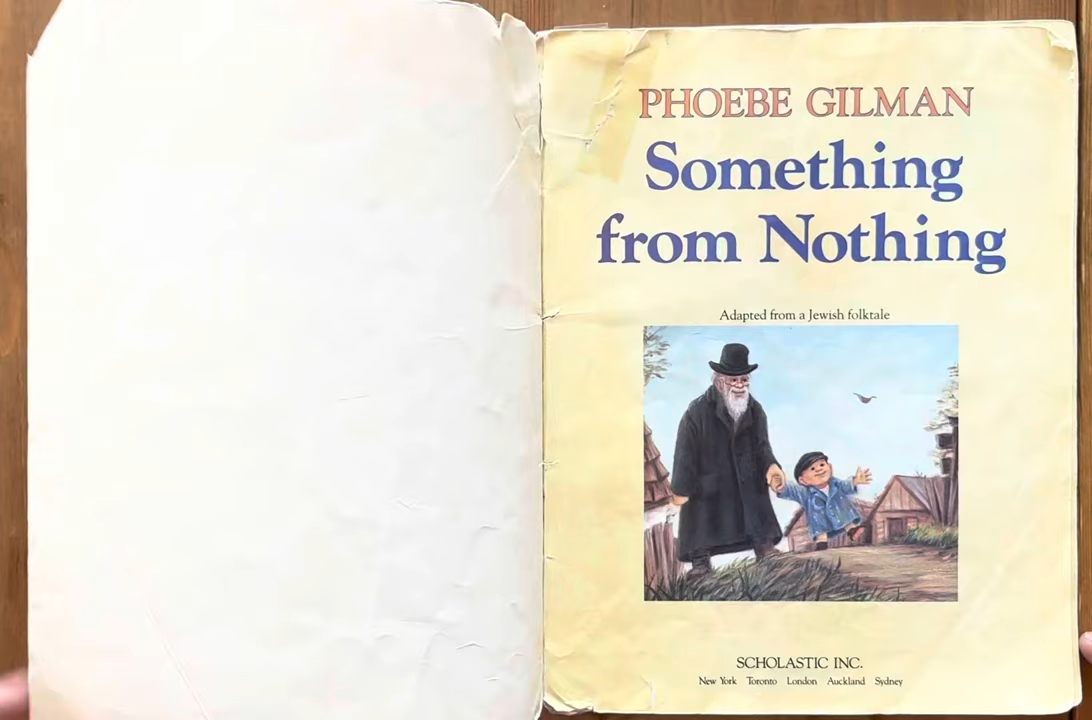 PHOEBE GILMAN
Something
from Nothing
Adapted from a Jewish folktale
SCHOLASTIC INC.
New York Toronto London Auckland Sydney